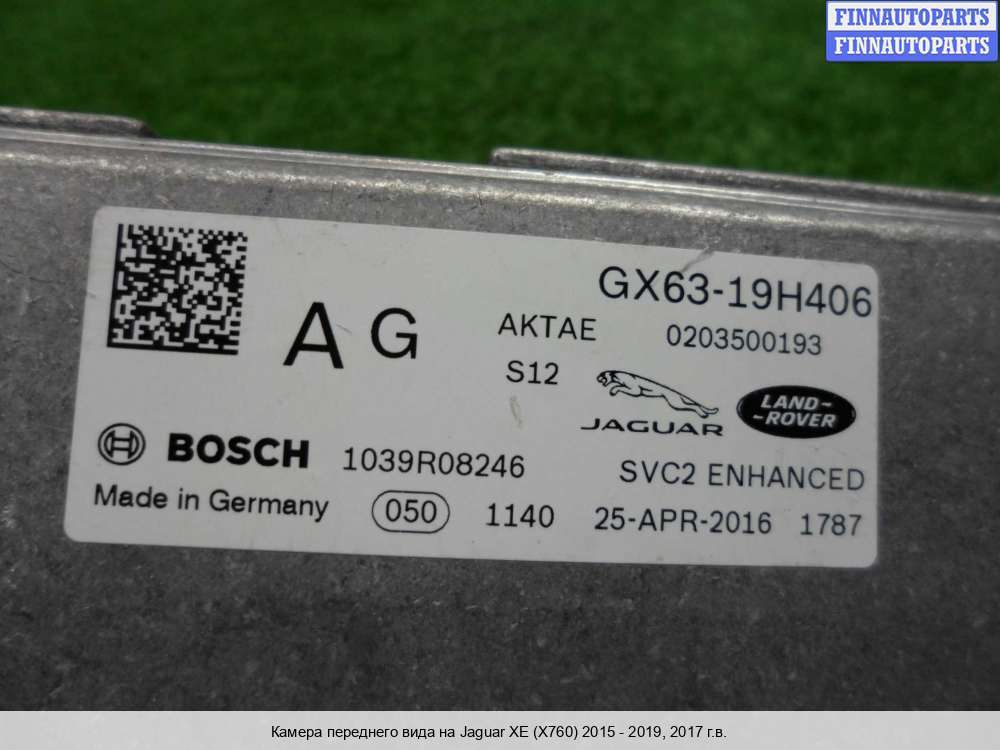 FINNAUTOPARTS
FINNAUTOPARTS
GX63-19H406
A G AKTAE 0203500193
S12
JAGUAR LAND-ROVER
BOSCH 1039R08246 SVC2 ENHANCED
Made in Germany 050 1140 25-APR-2016 1787
Камера переднего вида на Jaguar XE (X760) 2015 - 2019, 2017 г.в.